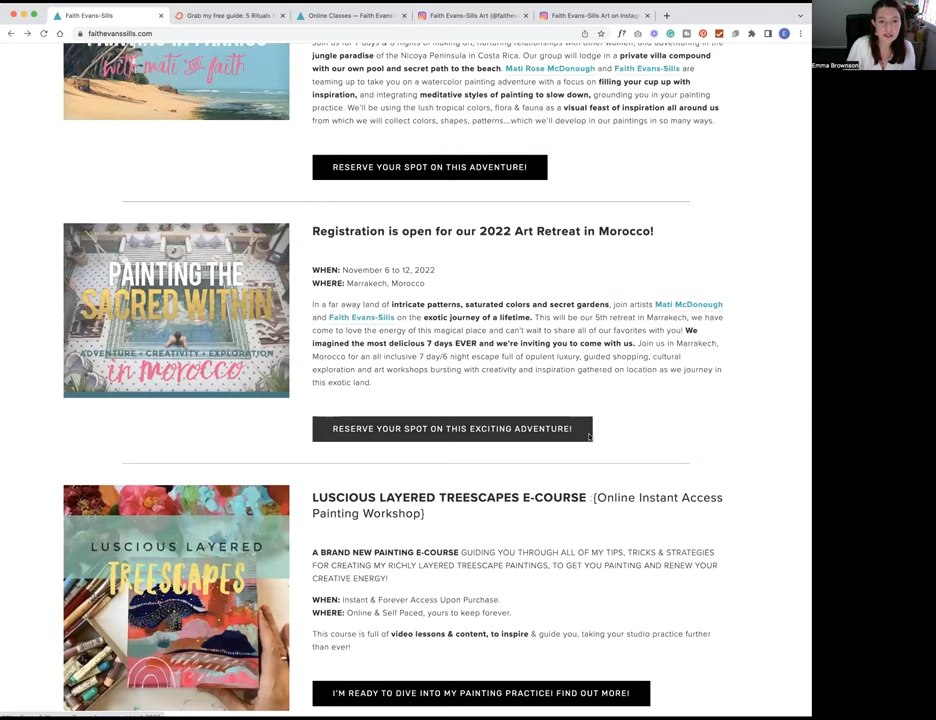 Faith Evans-Sills
Grab my free guide: 5 Rituals f
Online Classes — Faith Evans-
Faith Evans-Sills Art (@faithev
Faith Evans-Sills Art on Instag
faithevanssills.com
Emma Brownson
with mati and faith
jungle paradise of the Nicoya Peninsula in Costa Rica. Our group will lodge in a private villa compound
with our own pool and secret path to the beach. Mati Rose McDonough and Faith Evans-Sills are
teaming up to take you on a watercolor painting adventure with a focus on filling your cup up with
inspiration, and integrating meditative styles of painting to slow down, grounding you in your painting
practice. We'll be using the lush tropical colors, flora & fauna as a visual feast of inspiration all around us
from which we will collect colors, shapes, patterns....which we'll develop in our paintings in so many ways.
RESERVE YOUR SPOT ON THIS ADVENTURE!
Registration is open for our 2022 Art Retreat in Morocco!
PAINTING THE
SACRED WITHIN
ADVENTURE • CREATIVITY • EXPLORATION
in morocco
WHEN: November 6 to 12, 2022
WHERE: Marrakech, Morocco
In a far away land of intricate patterns, saturated colors and secret gardens, join artists Mati McDonough
and Faith Evans-Sills on the exotic journey of a lifetime. This will be our 5th retreat in Marrakech, we have
come to love the energy of this magical place and can't wait to share all of our favorites with you! We
imagined the most delicious 7 days EVER and we're inviting you to come with us. Join us in Marrakech,
Morocco for an all inclusive 7 day/6 night escape full of opulent luxury, guided shopping, cultural
exploration and art workshops bursting with creativity and inspiration gathered on location as we journey in
this exotic land.
RESERVE YOUR SPOT ON THIS EXCITING ADVENTURE!
LUSCIOUS LAYERED TREESCAPES E-COURSE {Online Instant Access
Painting Workshop}
LUSCIOUS LAYERED
TREESCAPES
A BRAND NEW PAINTING E-COURSE GUIDING YOU THROUGH ALL OF MY TIPS, TRICKS & STRATEGIES
FOR CREATING MY RICHLY LAYERED TREESCAPE PAINTINGS, TO GET YOU PAINTING AND RENEW YOUR
CREATIVE ENERGY!
WHEN: Instant & Forever Access Upon Purchase.
WHERE: Online & Self Paced, yours to keep forever.
This course is full of video lessons & content, to inspire & guide you, taking your studio practice further
than ever!
I'M READY TO DIVE INTO MY PAINTING PRACTICE! FIND OUT MORE!